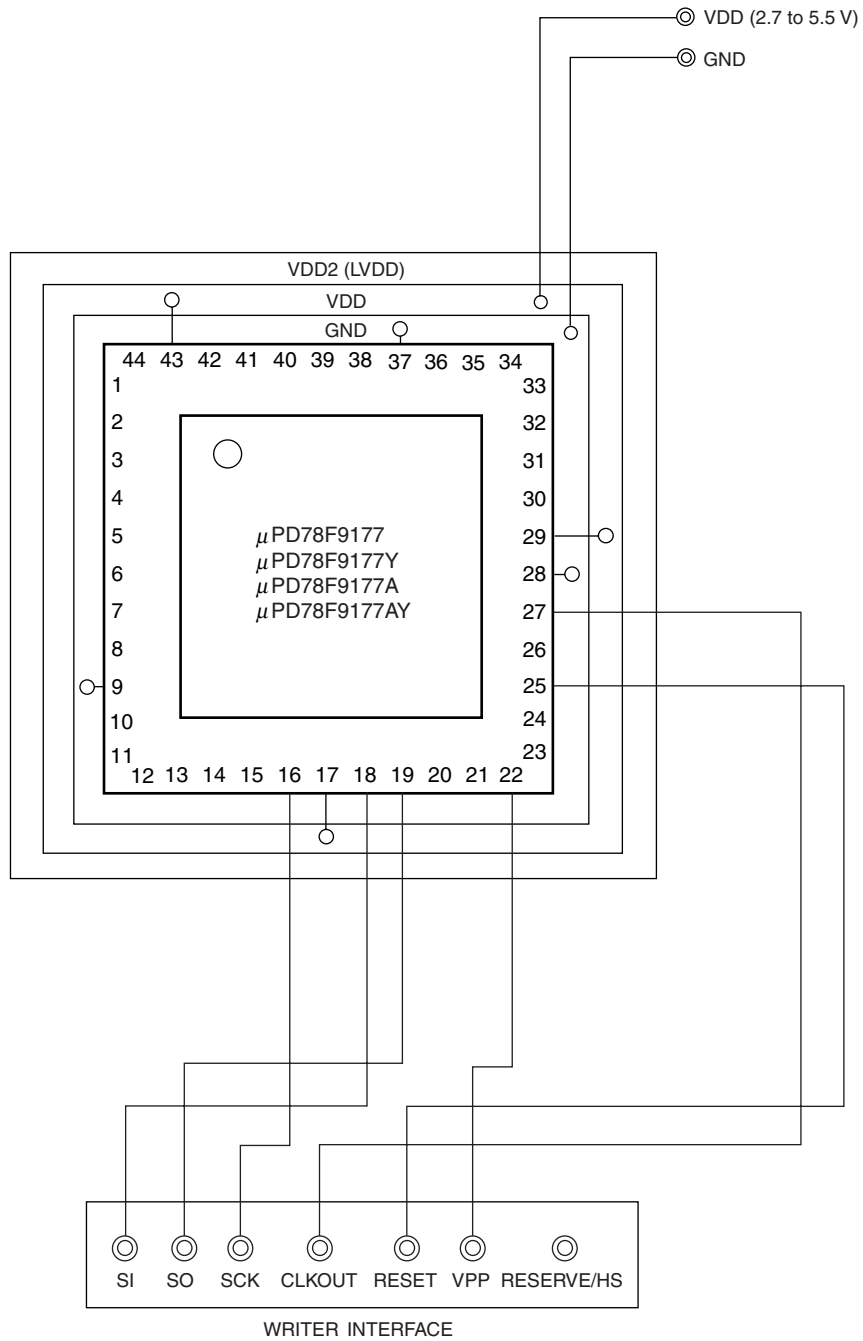 VDD (2.7 to 5.5 V)
GND
VDD2 (LVDD)
VDD
GND
44 43 42 41 40 39 38 37 36 35 34
1 33
2 32
3 31
4 30
5 29
6 28
7 27
8 26
9 25
10 24
11 23
μPD78F9177
μPD78F9177Y
μPD78F9177A
μPD78F9177AY
12 13 14 15 16 17 18 19 20 21 22
SI SO SCK CLKOUT RESET VPP RESERVE/HS
WRITER INTERFACE